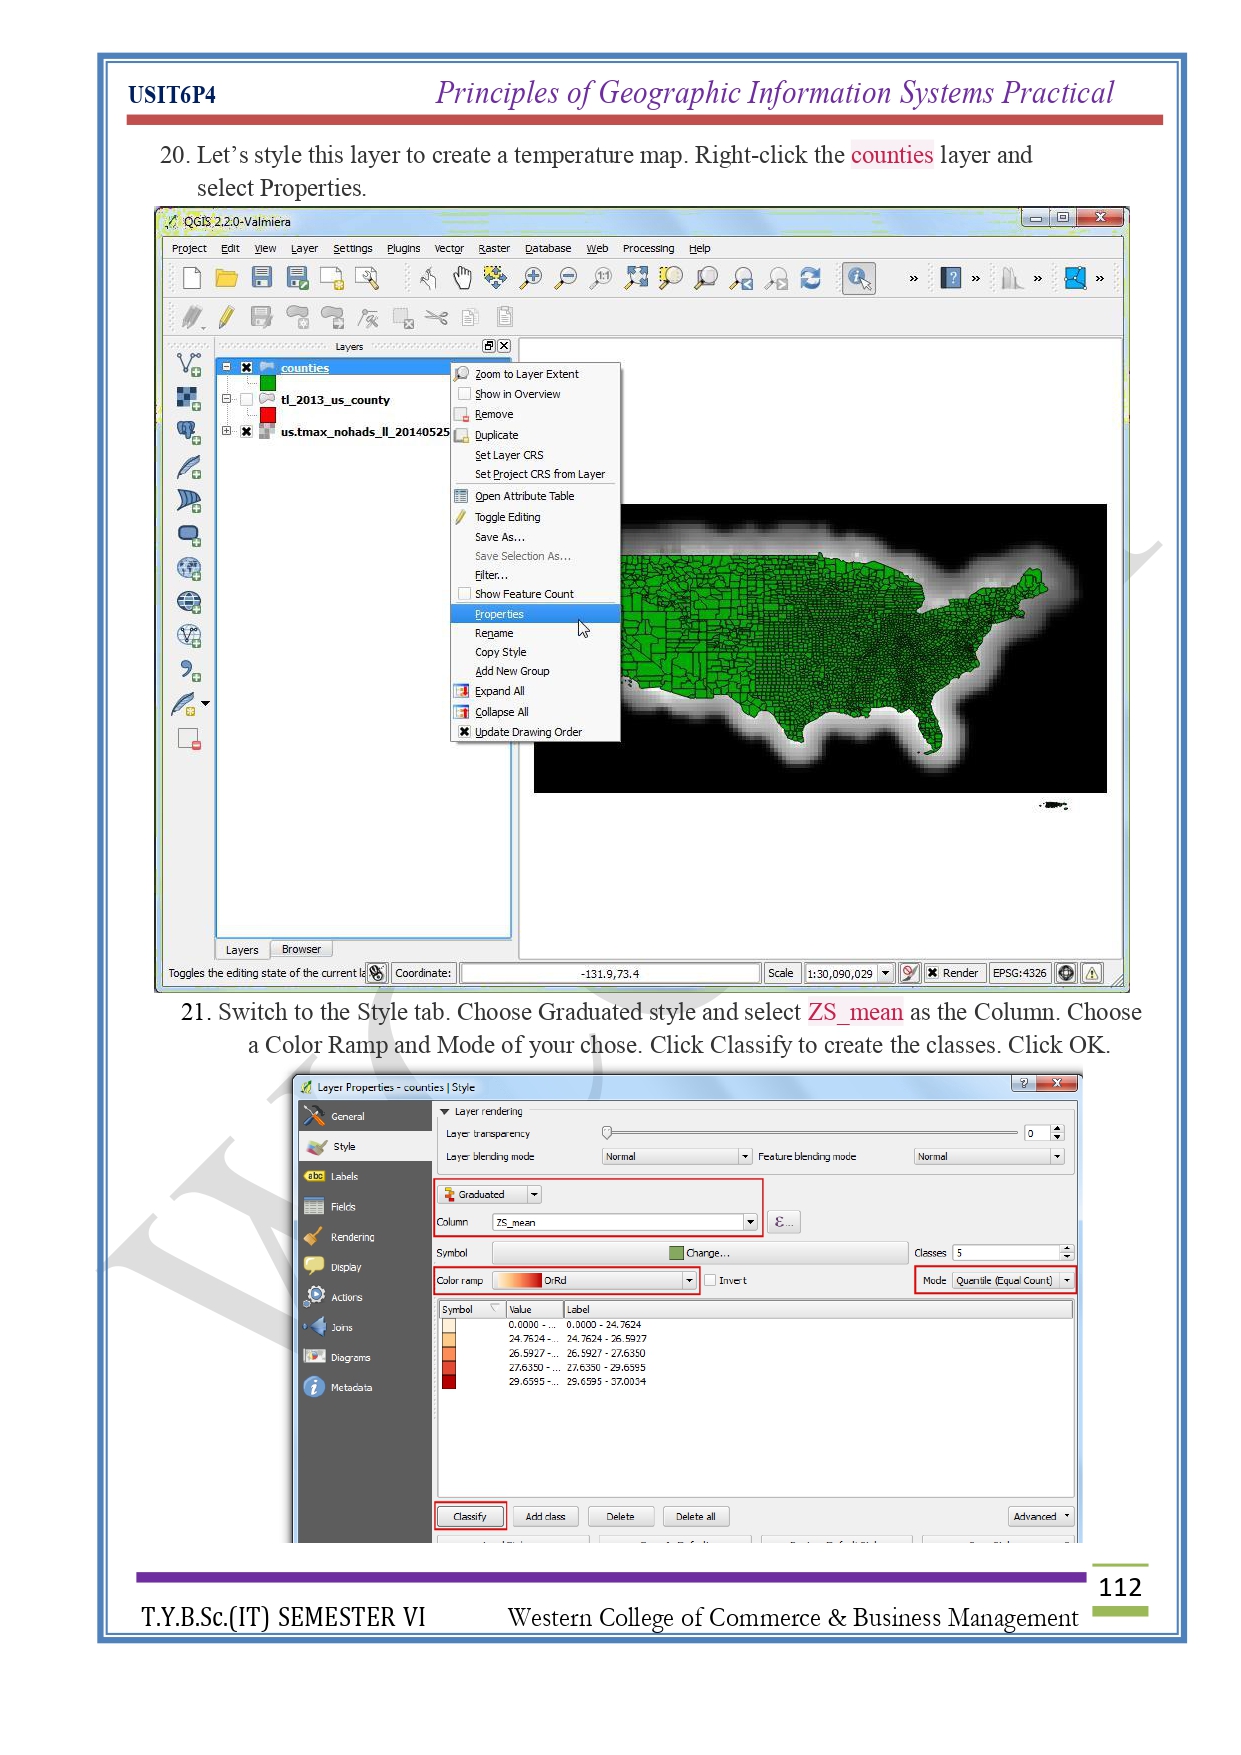 USIT6P4 Principles of Geographic Information Systems Practical
20. Let's style this layer to create a temperature map. Right-click the counties layer and
select Properties.
QGIS 2.2.0-Valmiera
Project Edit View Layer Settings Plugins Vector Raster Database Web Processing Help
Layers
counties
tl_2013_us_county
us.tmax_nohads_ll_20140525
Zoom to Layer Extent
Show in Overview
Remove
Duplicate
Set Layer CRS
Set Project CRS from Layer
Open Attribute Table
Toggle Editing
Save As...
Save Selection As...
Filter...
Show Feature Count
Properties
Rename
Copy Style
Add New Group
Expand All
Collapse All
Update Drawing Order
Layers Browser
Toggles the editing state of the current la Coordinate: -131.9,73.4 Scale 1:30,090,029 Render EPSG:4326
21. Switch to the Style tab. Choose Graduated style and select ZS_mean as the Column. Choose
a Color Ramp and Mode of your chose. Click Classify to create the classes. Click OK.
Layer Properties - counties | Style
General
Style
Labels
Fields
Rendering
Display
Actions
Joins
Diagrams
Metadata
Layer rendering
Layer transparency 0
Layer blending mode Normal Feature blending mode Normal
Graduated
Column ZS_mean ε...
Symbol Change... Classes 5
Color ramp OrRd Invert Mode Quantile (Equal Count)
Symbol Value Label
0.0000 - ... 0.0000 - 24.7624
24.7624 -... 24.7624 - 26.5927
26.5927 -... 26.5927 - 27.6350
27.6350 - ... 27.6350 - 29.6595
29.6595 -... 29.6595 - 37.0034
Classify Add class Delete Delete all Advanced
112
T.Y.B.Sc.(IT) SEMESTER VI Western College of Commerce & Business Management